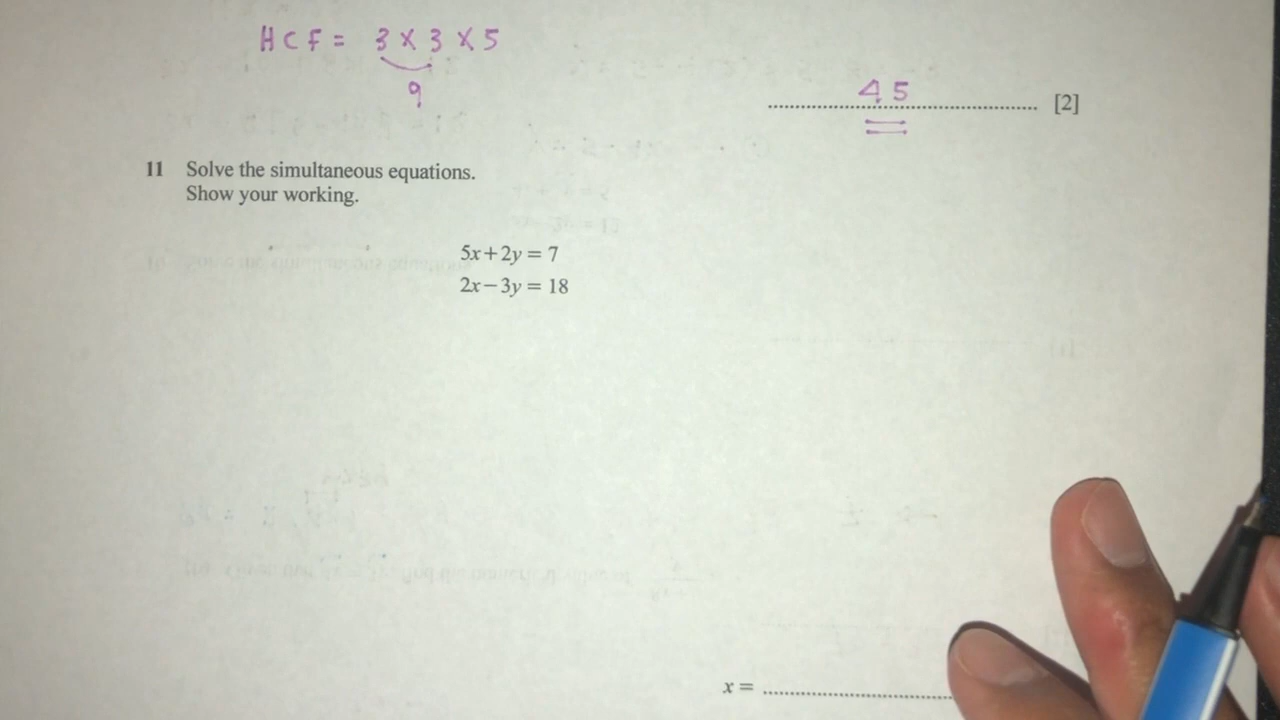 HCF = 3 × 3 × 5
9
45
[2]
11 Solve the simultaneous equations.
Show your working.
5x+2y = 7
2x−3y = 18
x =